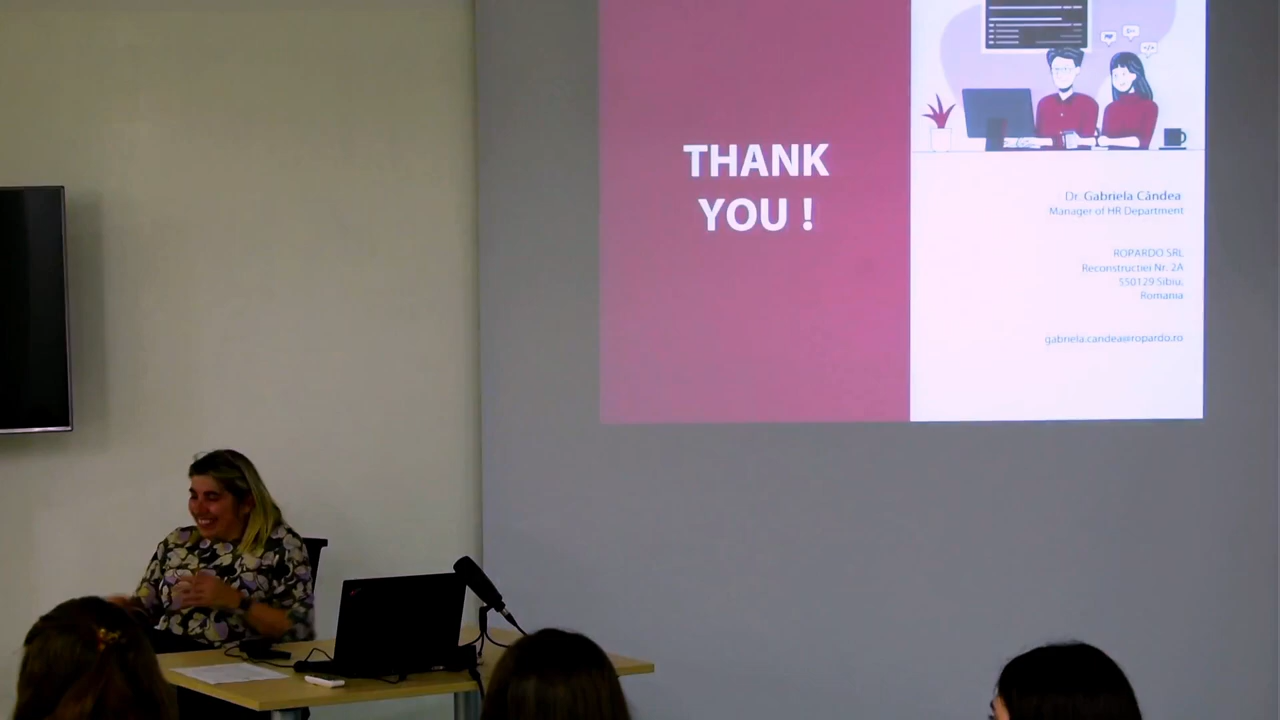 THANK
YOU !
Dr. Gabriela Cândea
Manager of HR Department
ROPARDO SRL
Reconstructiei Nr. 2A
550129 Sibiu,
Romania
gabriela.candea@ropardo.ro